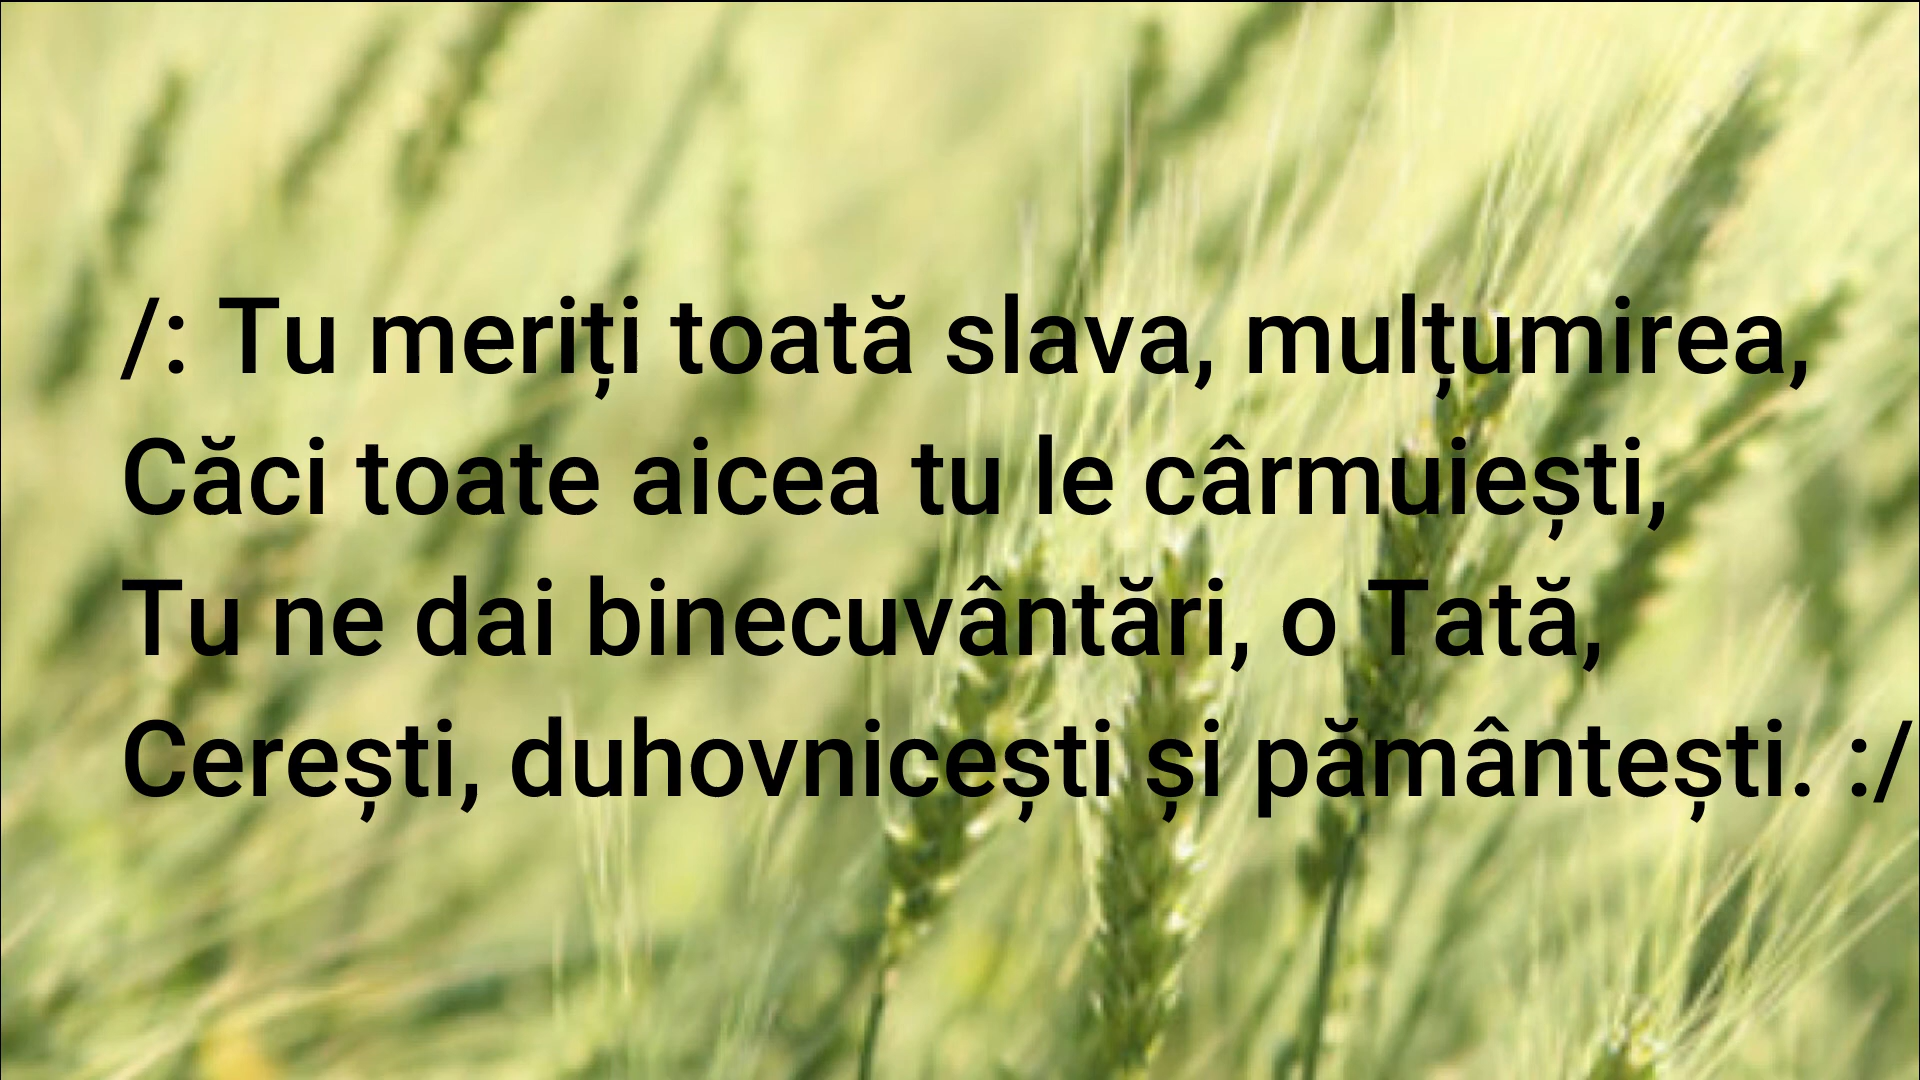 /: Tu meriți toată slava, mulțumirea,
Căci toate aicea tu le cârmuiești,
Tu ne dai binecuvântări, o Tată,
Cerești, duhovnicești și pământești. :/